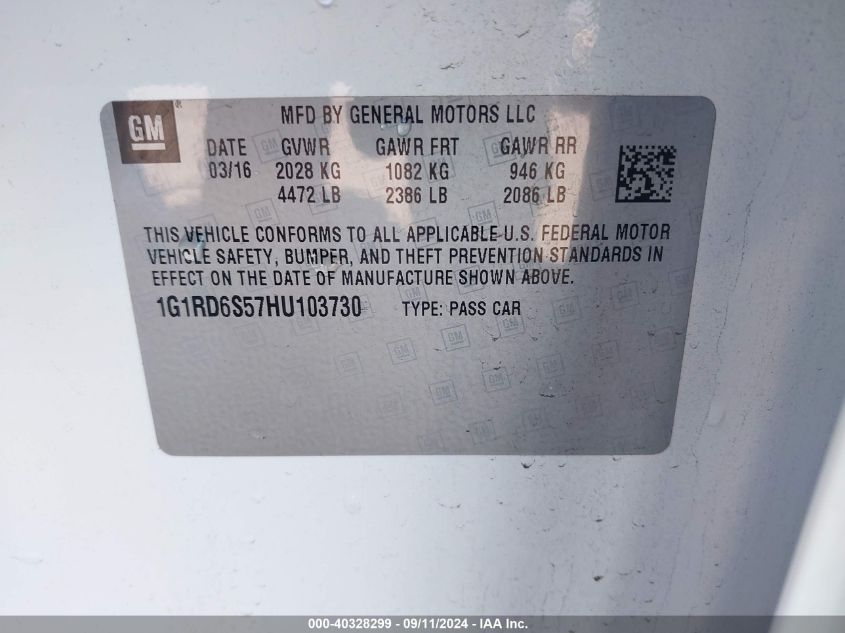 GM
MFD BY GENERAL MOTORS LLC
DATE GVWR GAWR FRT GAWR RR
03/16 2028 KG 1082 KG 946 KG
4472 LB 2386 LB 2086 LB
THIS VEHICLE CONFORMS TO ALL APPLICABLE U.S. FEDERAL MOTOR
VEHICLE SAFETY, BUMPER, AND THEFT PREVENTION STANDARDS IN
EFFECT ON THE DATE OF MANUFACTURE SHOWN ABOVE.
1G1RD6S57HU103730 TYPE: PASS CAR
000-40328299 - 09/11/2024 - IAA Inc.